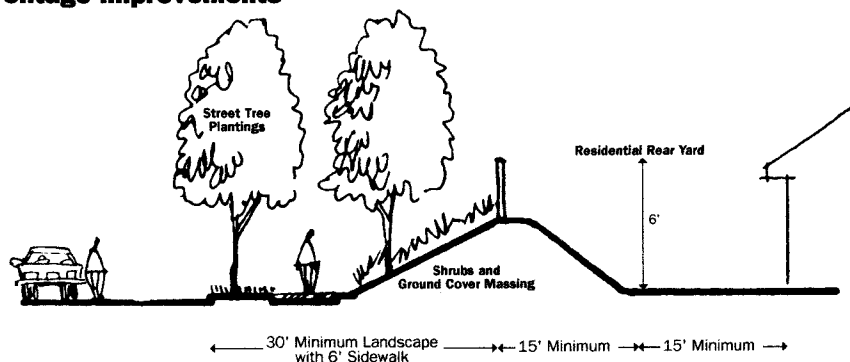 Improvements
Street Tree
Plantings
Residential Rear Yard
6'
Shrubs and
Ground Cover Massing
30' Minimum Landscape
with 6' Sidewalk
15' Minimum
15' Minimum